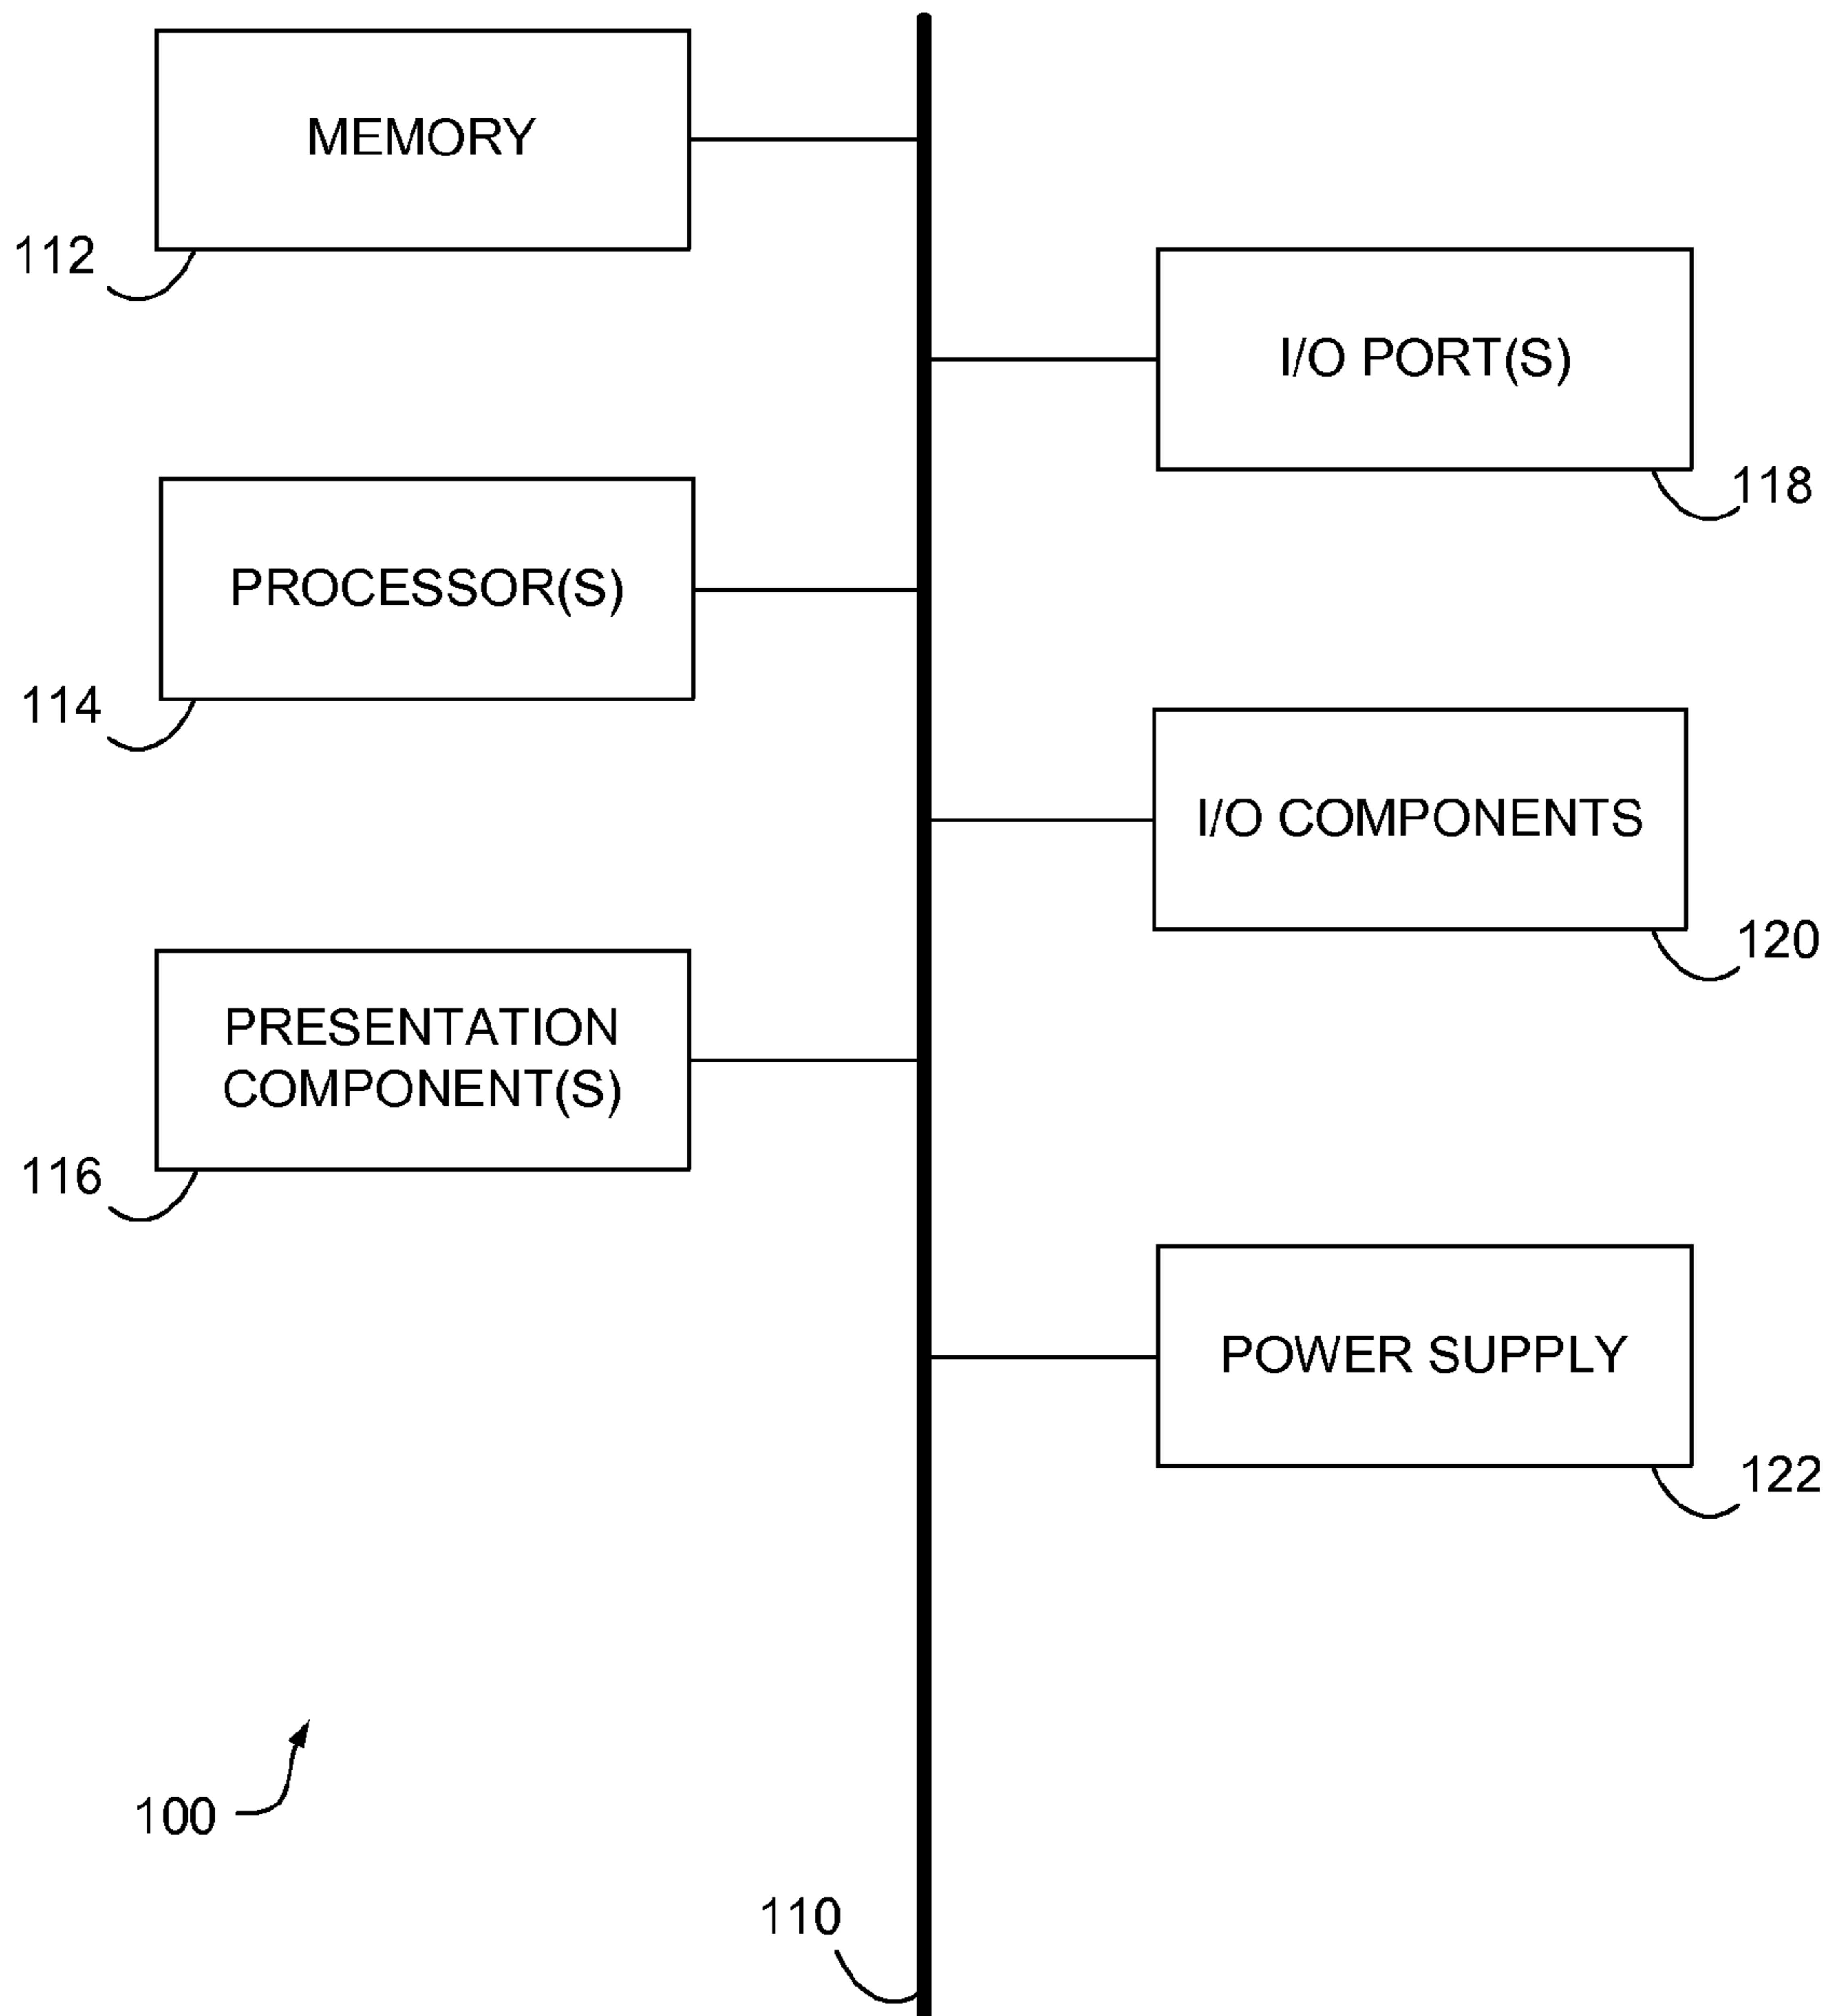 MEMORY
112
I/O PORT(S)
118
PROCESSOR(S)
114
I/O COMPONENTS
120
PRESENTATION
COMPONENT(S)
116
POWER SUPPLY
122
100
110